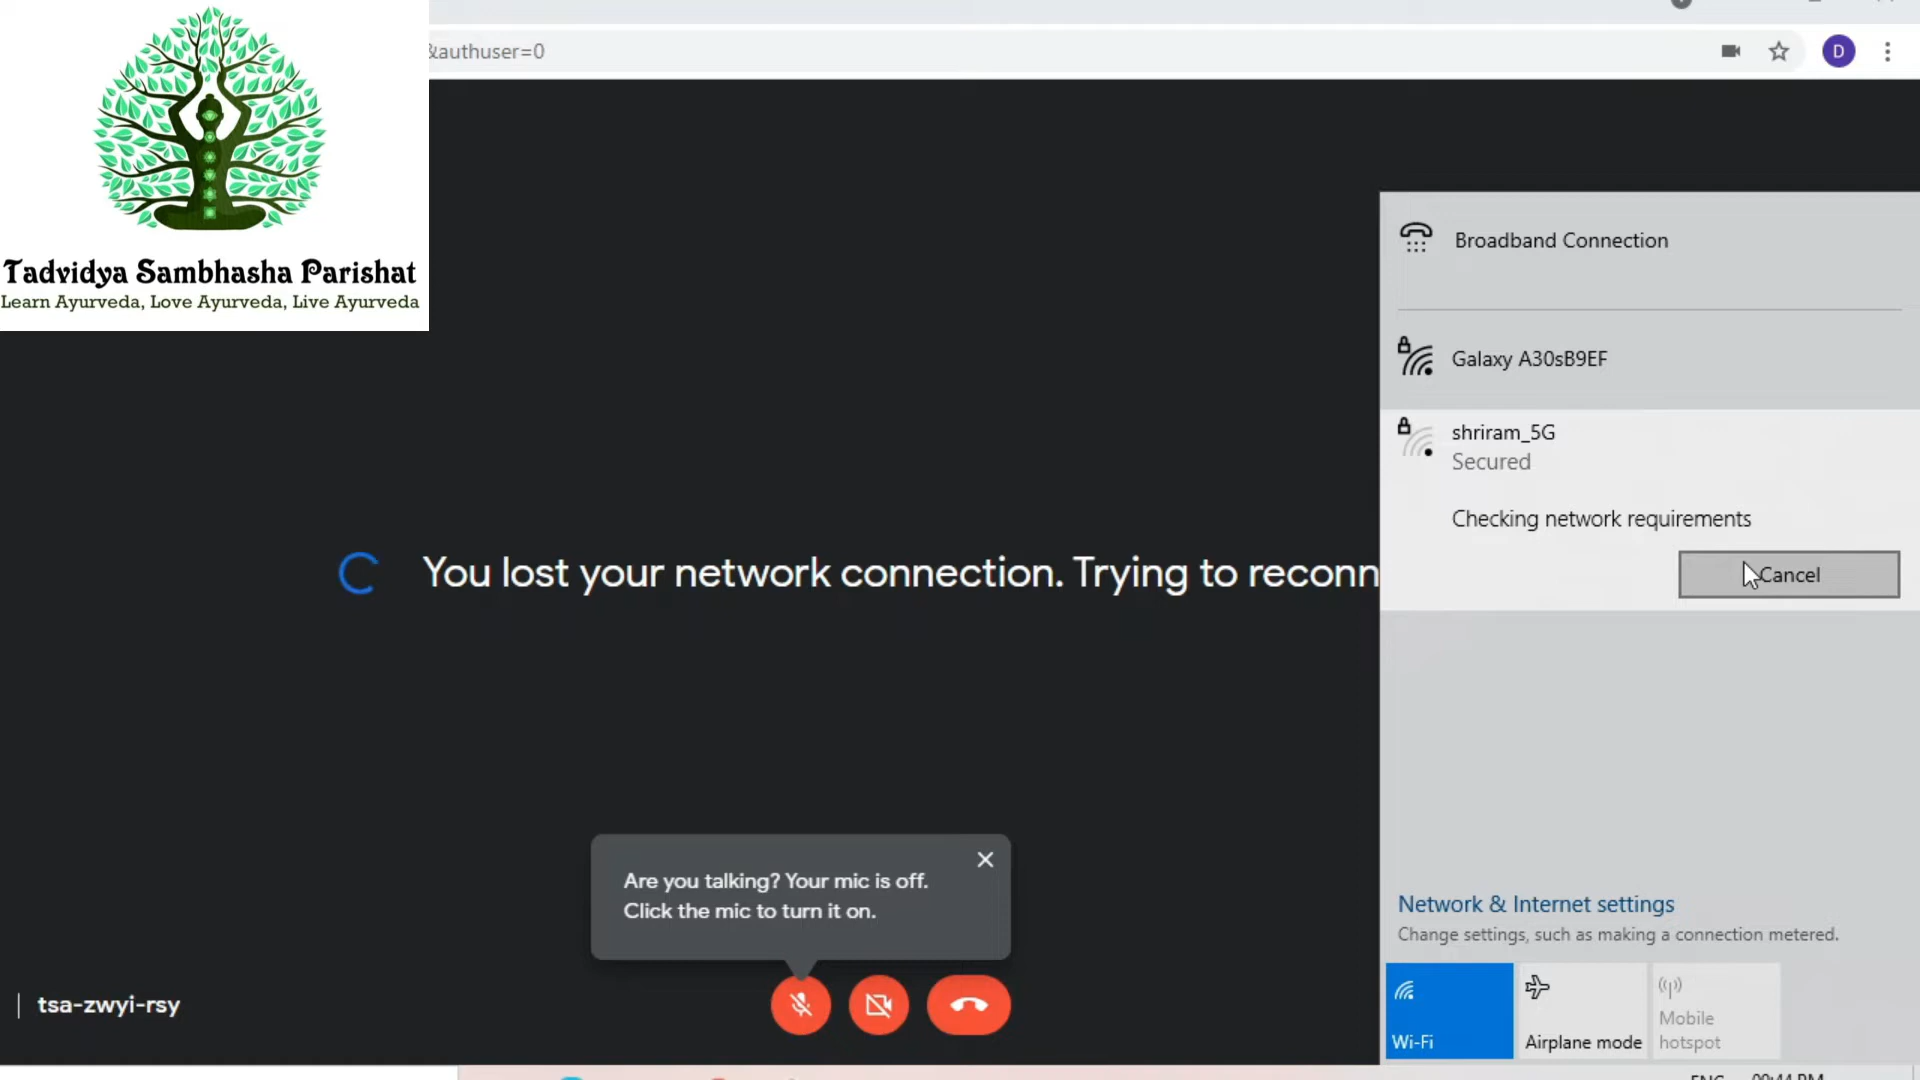 Tadvidya Sambhasha Parishat
Learn Ayurveda, Love Ayurveda, Live Ayurveda
&authuser=0
D
Broadband Connection
Galaxy A30sB9EF
shriram_5G
Secured
Checking network requirements
Cancel
You lost your network connection. Trying to reconn
Are you talking? Your mic is off.
Click the mic to turn it on.
tsa-zwyi-rsy
Network & Internet settings
Change settings, such as making a connection metered.
Wi-Fi
Airplane mode
Mobile
hotspot